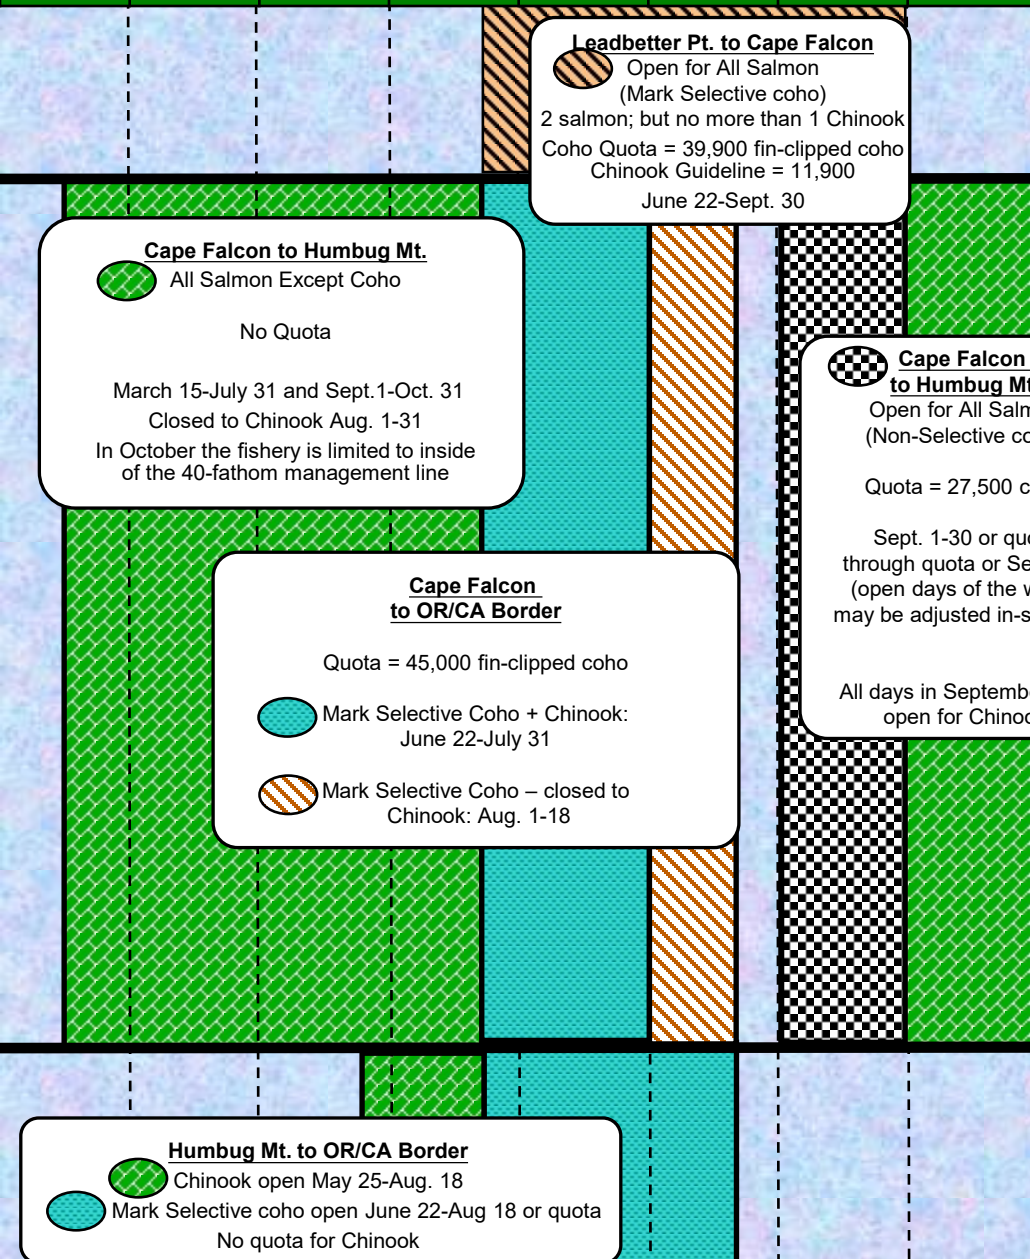 Leadbetter Pt. to Cape Falcon
Open for All Salmon
(Mark Selective coho)
2 salmon; but no more than 1 Chinook
Coho Quota = 39,900 fin-clipped coho
Chinook Guideline = 11,900
June 22-Sept. 30
Cape Falcon to Humbug Mt.
All Salmon Except Coho
No Quota
March 15-July 31 and Sept.1-Oct. 31
Closed to Chinook Aug. 1-31
In October the fishery is limited to inside
of the 40-fathom management line
Cape Falcon
to Humbug Mt
Open for All
(Non-Selective
Quota = 27,500
Sept. 1-30 or
through quota or
(open days of the
may be adjusted
All days in
open for
Cape Falcon
to OR/CA Border
Quota = 45,000 fin-clipped coho
Mark Selective Coho + Chinook:
June 22-July 31
Mark Selective Coho – closed to
Chinook: Aug. 1-18
Humbug Mt. to OR/CA Border
Chinook open May 25-Aug. 18
Mark Selective coho open June 22-Aug 18 or quota
No quota for Chinook